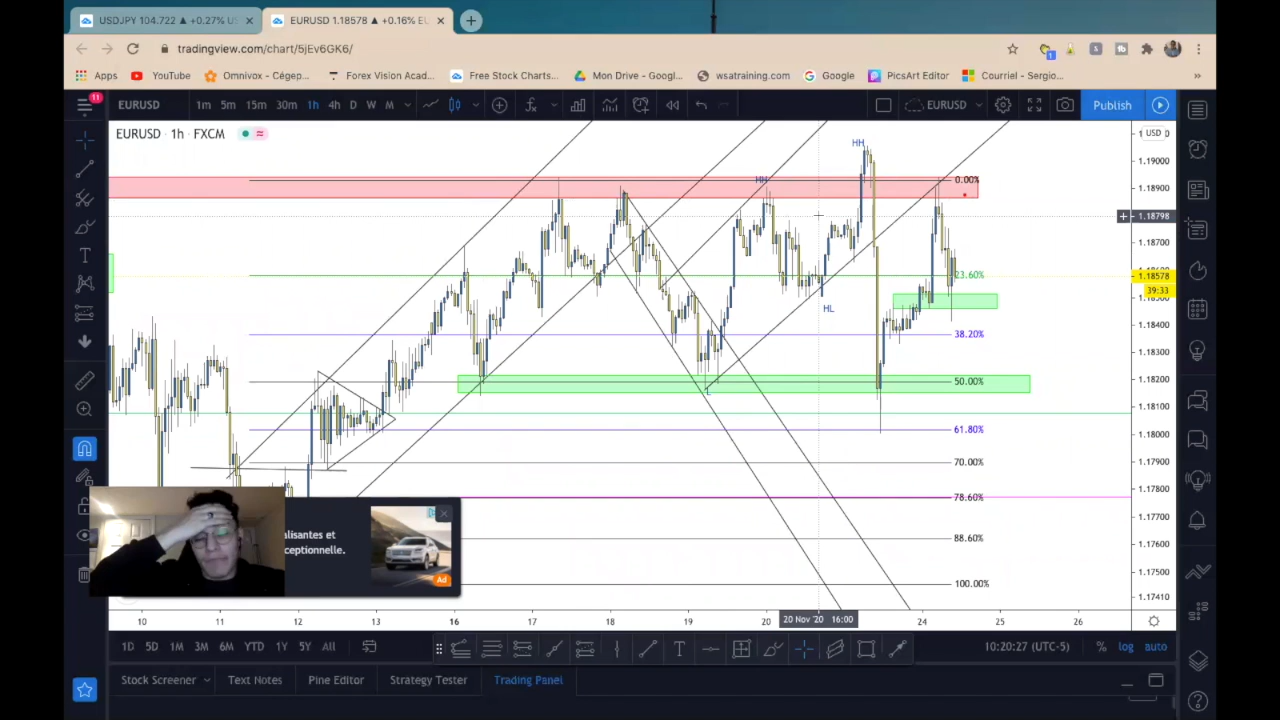 USDJPY 104.722 ▲ +0.27% U
EURUSD 1.18578 ▲ +0.16% EU
tradingview.com/chart/5jEv6GK6/
Apps YouTube Omnivox – Cégep... Forex Vision Acad... Free Stock Charts... Mon Drive – Googl... wsatraining.com Google PicsArt Editor Courriel – Sergio... »
11
EURUSD 1m 5m 15m 30m 1h 4h D W M EURUSD Publish
EURUSD · 1h · FXCM
USD
HH
1.19000
HH
0.00%
1.18900
1.18798
1.18700
23.60%
1.18578
39:33
HL
1.18400
38.20%
1.18300
50.00%
1.18200
L
1.18100
61.80%
1.18000
70.00%
1.17900
78.60%
1.17800
1.17700
88.60%
1.17600
100.00%
1.17500
1.17410
alisantes et
ceptionnelle.
Ad
10 11 12 13 16 17 18 19 20 20 Nov '20 16:00 24 25 26
1D 5D 1M 3M 6M YTD 1Y 5Y All 10:20:27 (UTC-5) % log auto
Stock Screener Text Notes Pine Editor Strategy Tester Trading Panel